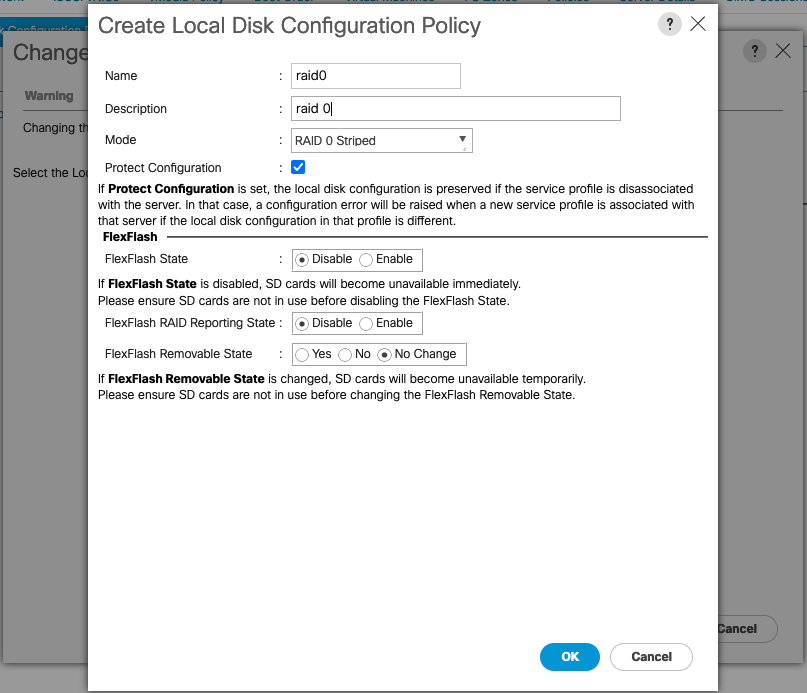 Create Local Disk Configuration Policy
?
Change
?
Warning
Changing th
Select the Loc
Name : raid0
Description : raid 0
Mode : RAID 0 Striped
Protect Configuration :
If Protect Configuration is set, the local disk configuration is preserved if the service profile is disassociated
with the server. In that case, a configuration error will be raised when a new service profile is associated with
that server if the local disk configuration in that profile is different.
FlexFlash
FlexFlash State : Disable Enable
If FlexFlash State is disabled, SD cards will become unavailable immediately.
Please ensure SD cards are not in use before disabling the FlexFlash State.
FlexFlash RAID Reporting State : Disable Enable
FlexFlash Removable State : Yes No No Change
If FlexFlash Removable State is changed, SD cards will become unavailable temporarily.
Please ensure SD cards are not in use before changing the FlexFlash Removable State.
Cancel
OK Cancel